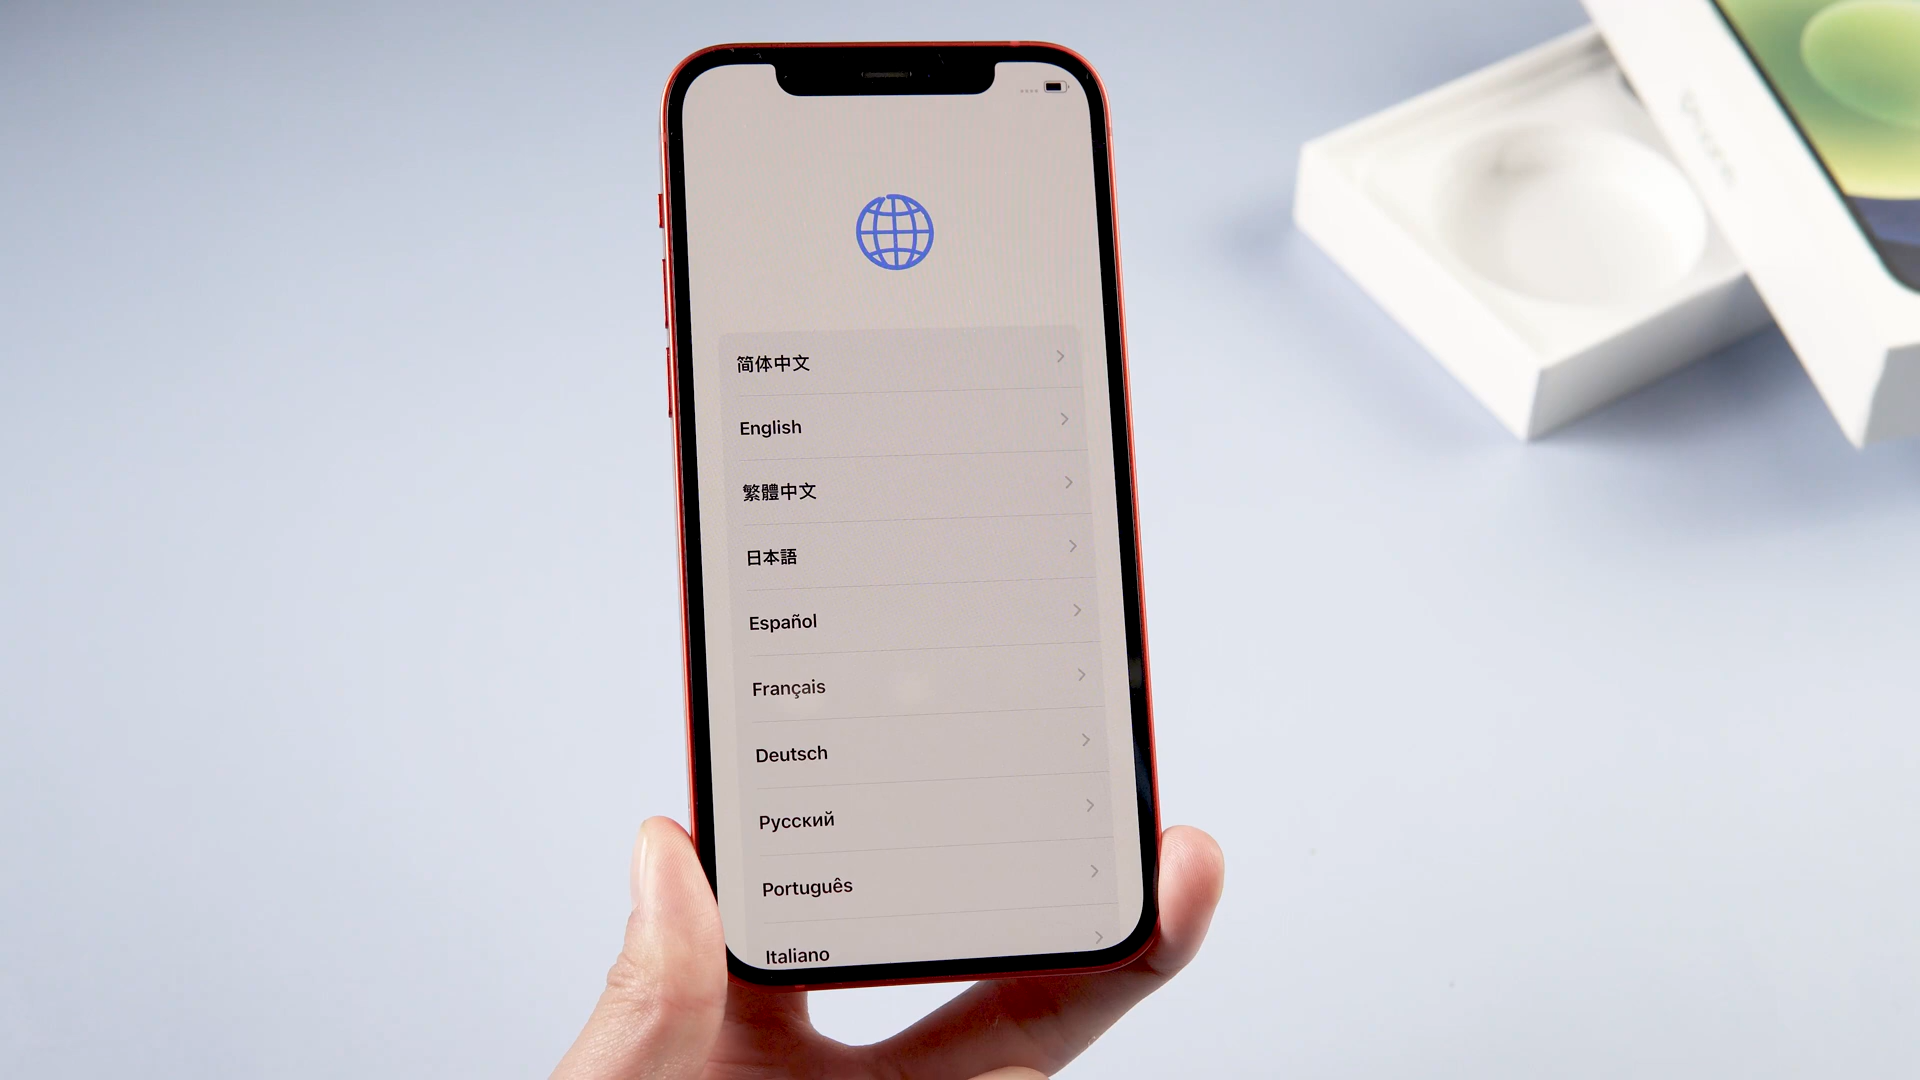 简体中文
English
繁體中文
日本語
Español
Français
Deutsch
Русский
Português
Italiano